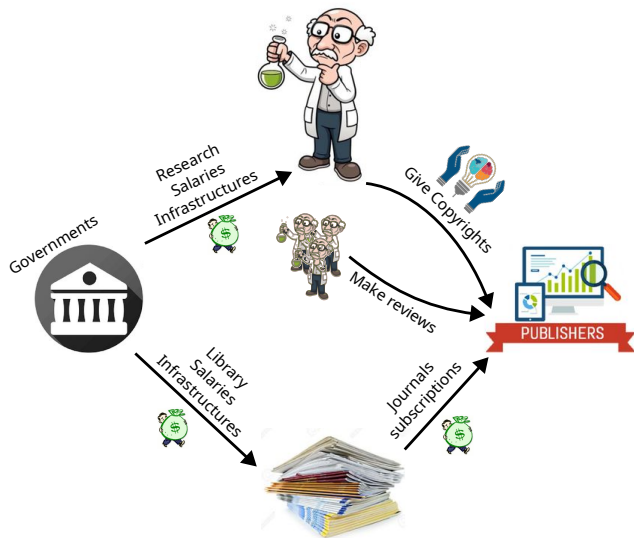 Research
Salaries
Infrastructures
Give Copyrights
Governments
Make reviews
PUBLISHERS
Library
Salaries
Infrastructures
Journals
subscriptions